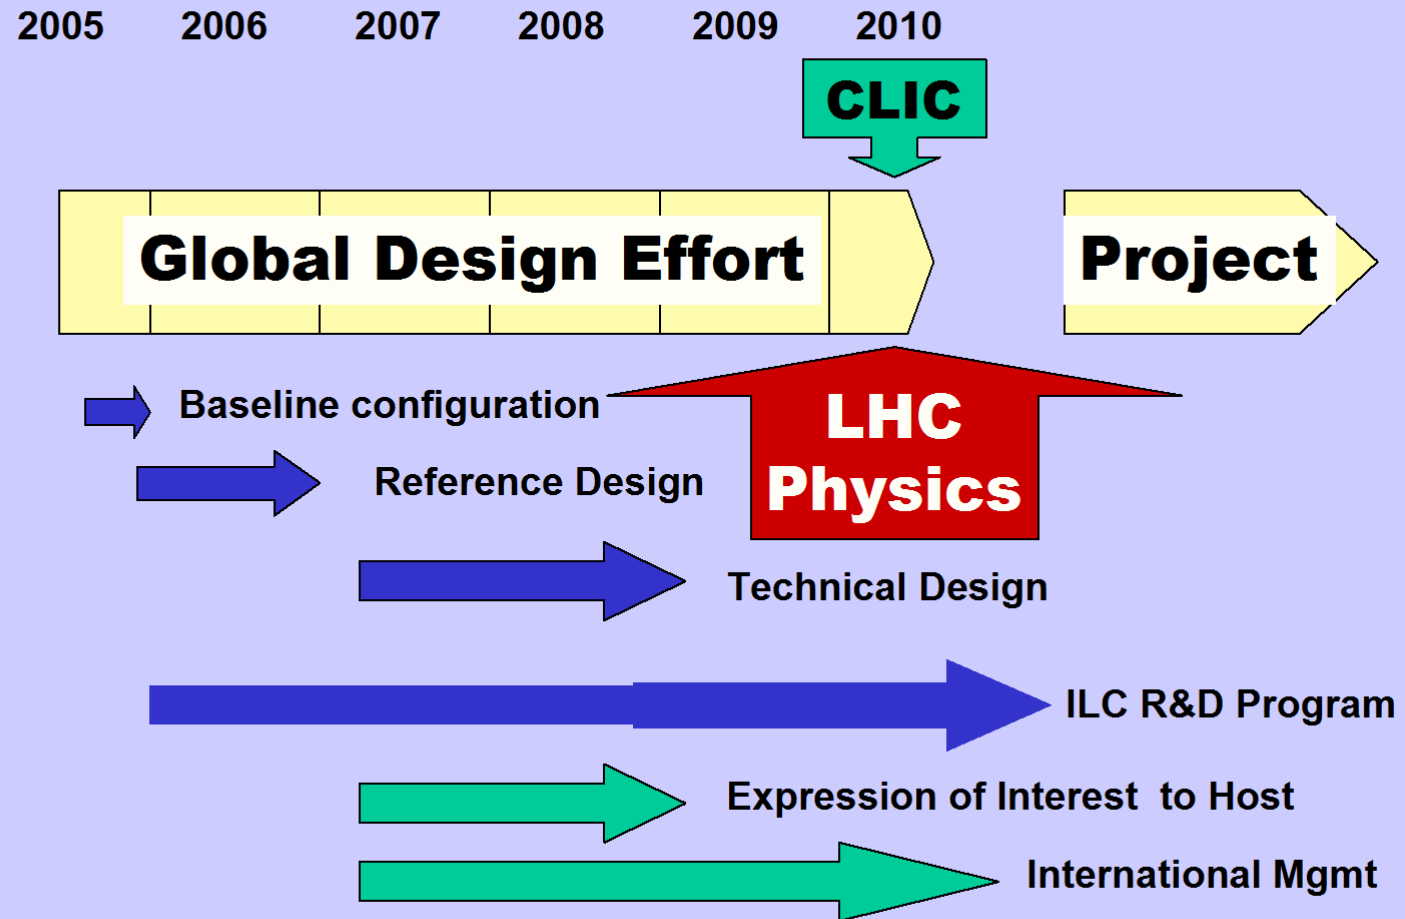 2005 2006 2007 2008 2009 2010
CLIC
Global Design Effort
Project
Baseline configuration
LHC
Physics
Reference Design
Technical Design
ILC R&D Program
Expression of Interest to Host
International Mgmt